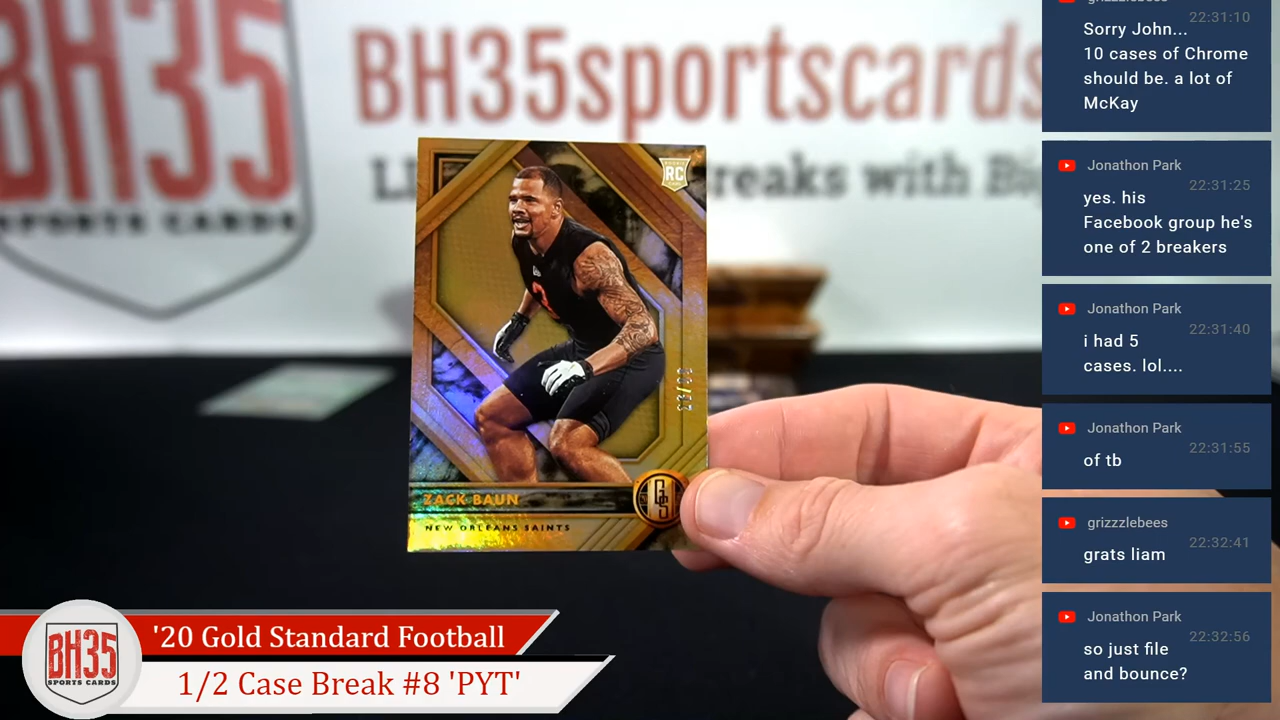 BH35
SPORTS CARDS
BH35sportscards
reaks with
RC
ZACK BAUN
NEW ORLEANS SAINTS
GS
BH35
SPORTS CARDS
'20 Gold Standard Football
1/2 Case Break #8 'PYT'
22:31:10
Sorry John...
10 cases of Chrome
should be. a lot of
McKay
Jonathon Park
22:31:25
yes. his
Facebook group he's
one of 2 breakers
Jonathon Park
22:31:40
i had 5
cases. lol....
Jonathon Park
22:31:55
of tb
grizzzlebees
22:32:41
grats liam
Jonathon Park
22:32:56
so just file
and bounce?